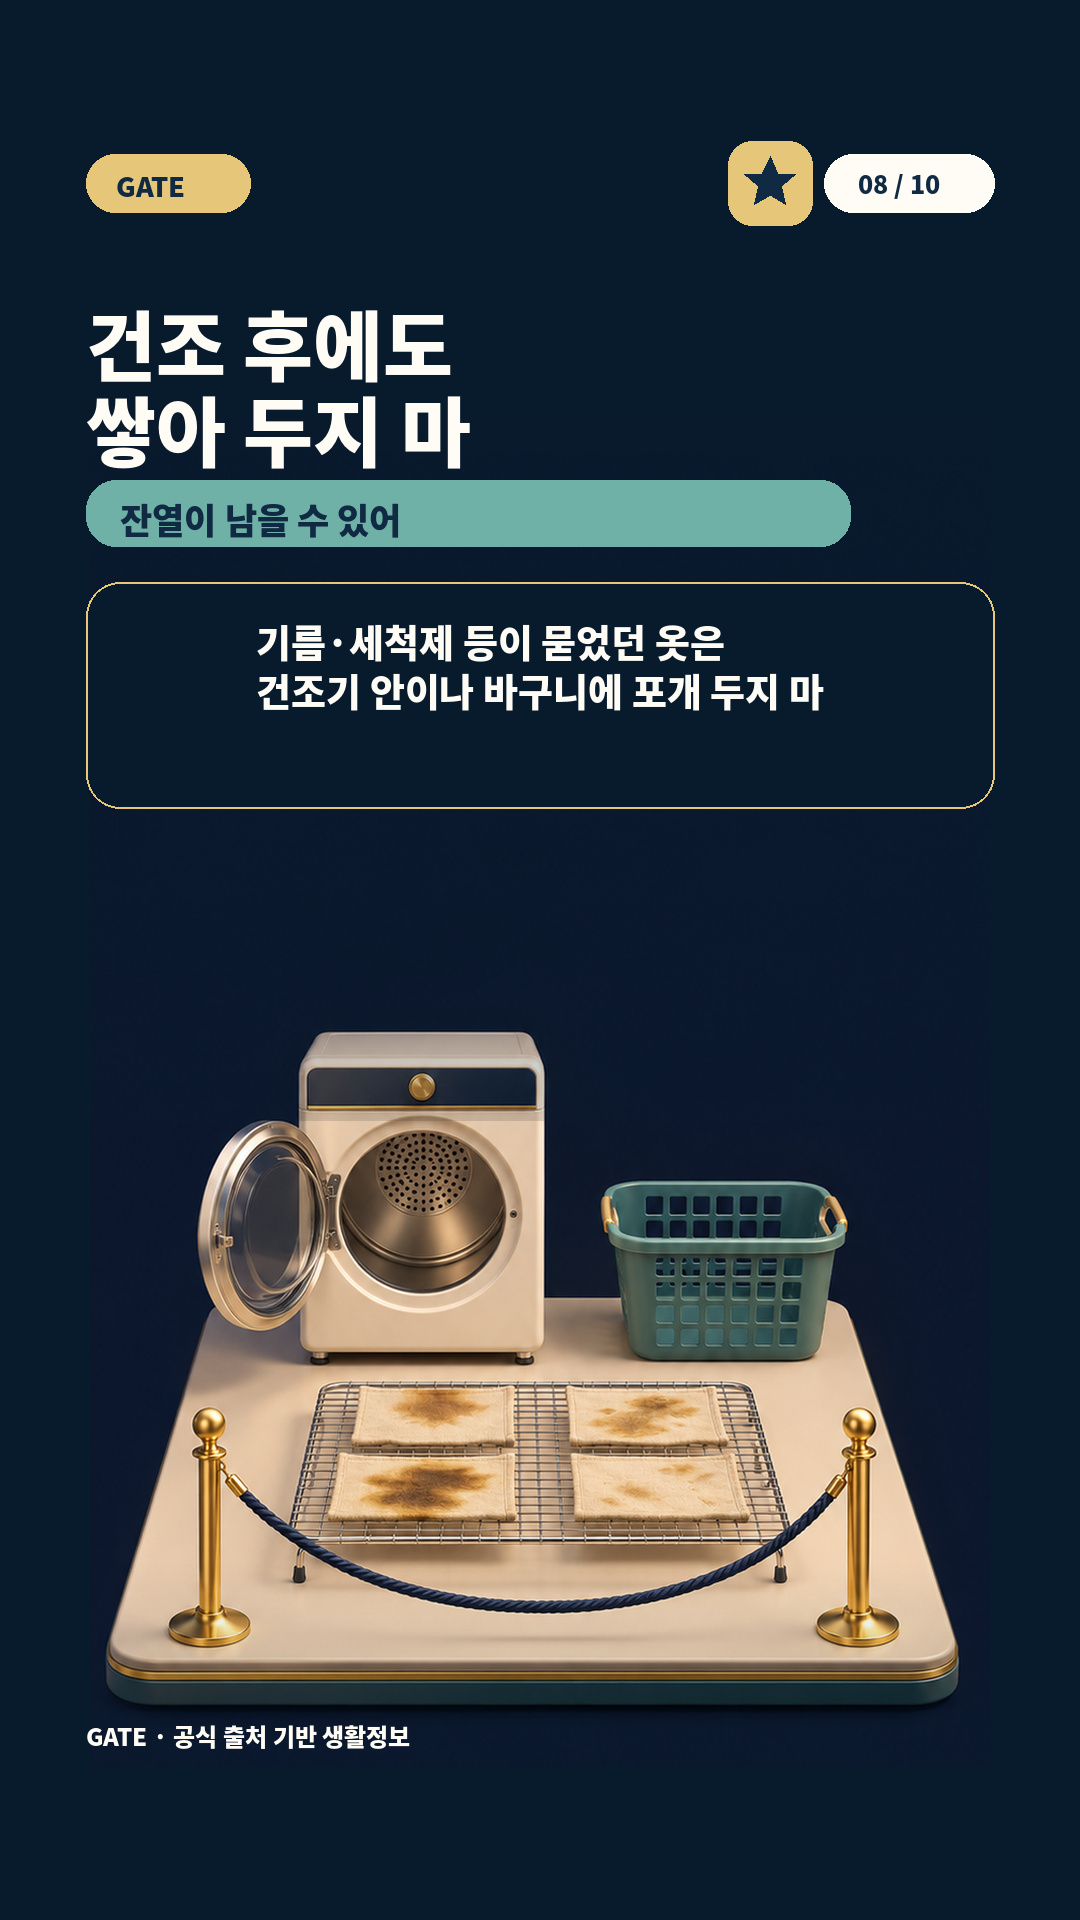 GATE
08 / 10
건조 후에도
쌓아 두지 마
잔열이 남을 수 있어
기름·세척제 등이 묻었던 옷은
건조기 안이나 바구니에 포개 두지 마
GATE · 공식 출처 기반 생활정보